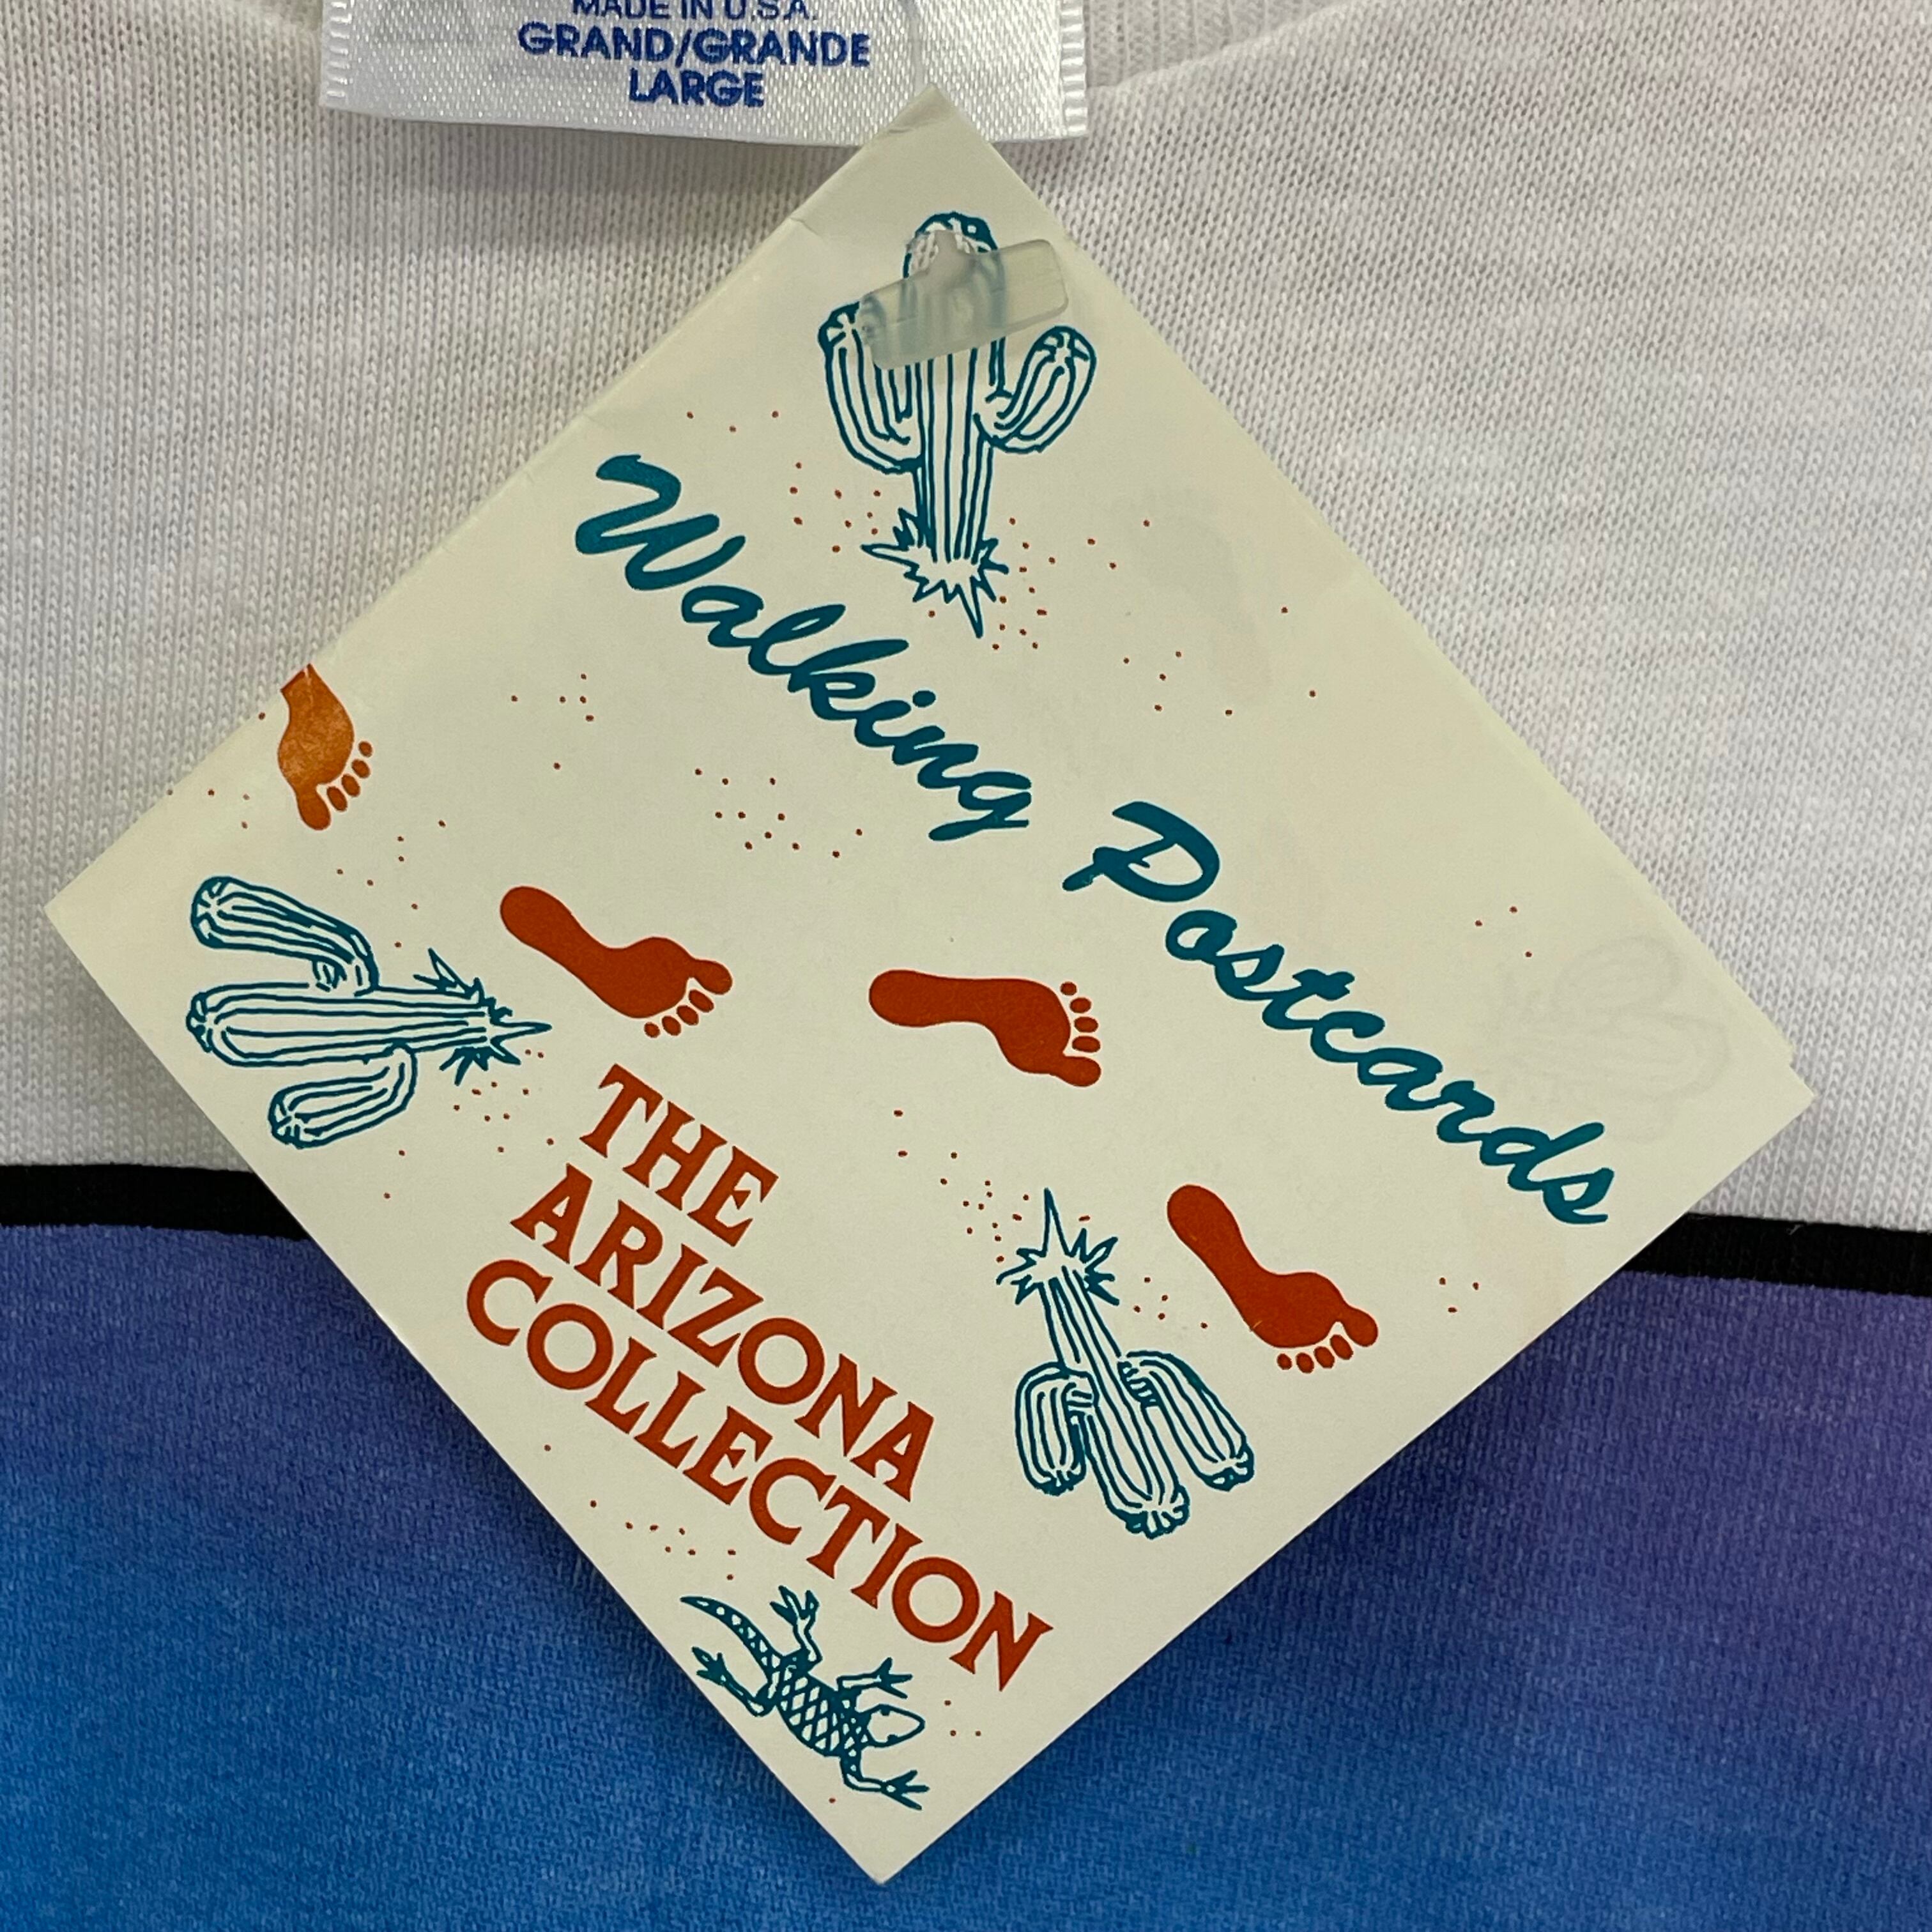 MADE IN U.S.A.
GRAND/GRANDE
LARGE
Walking Postcards
THE
ARIZONA
COLLECTION